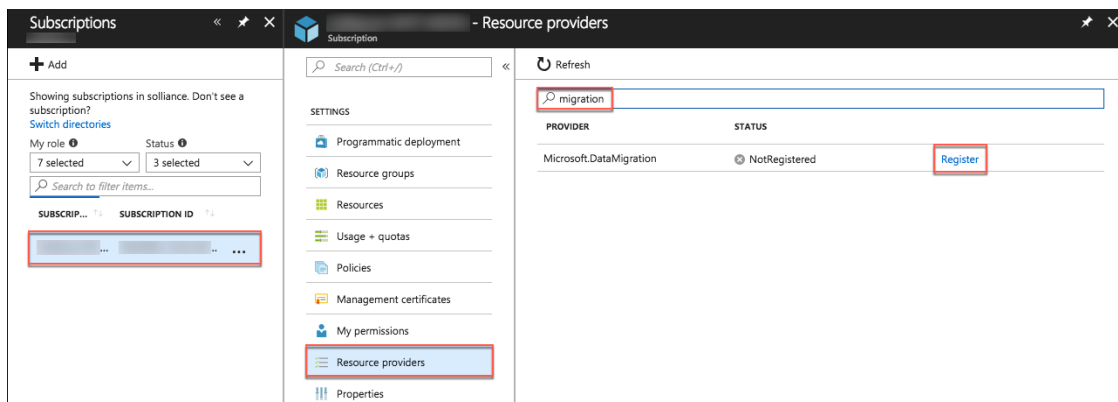 Subscriptions
Add
Showing subscriptions in solliance. Don't see a
subscription?
Switch directories
My role
Status
7 selected
3 selected
Search to filter items...
SUBSCRIP...
SUBSCRIPTION ID
...
..
...
- Resource providers
Subscription
Search (Ctrl+/)
SETTINGS
Programmatic deployment
Resource groups
Resources
Usage + quotas
Policies
Management certificates
My permissions
Resource providers
Properties
Refresh
migration
PROVIDER STATUS
Microsoft.DataMigration NotRegistered Register